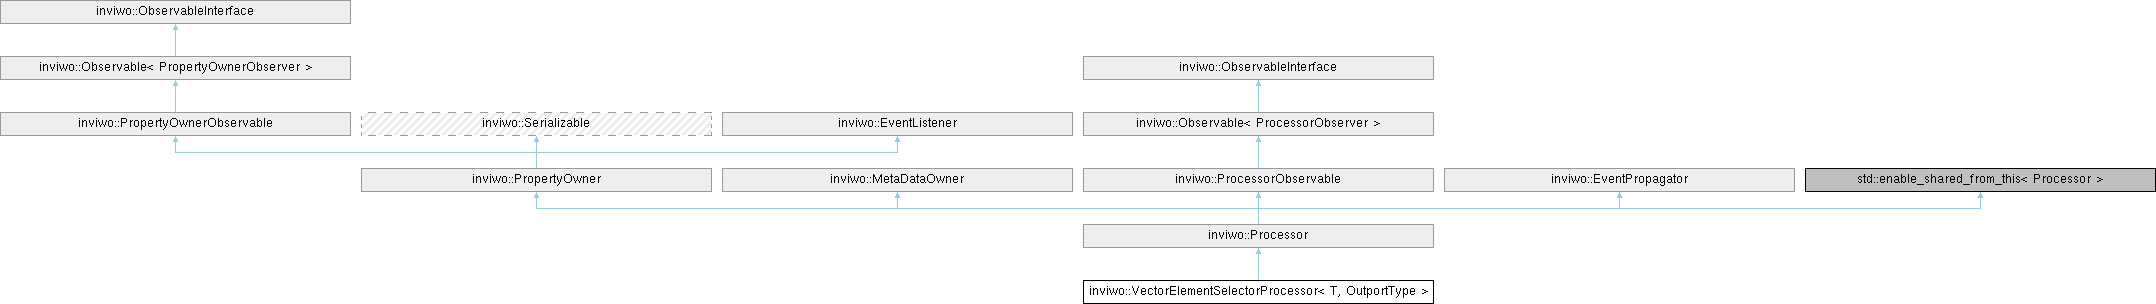 inviwo::ObservableInterface
inviwo::Observable< PropertyOwnerObserver >
inviwo::ObservableInterface
inviwo::PropertyOwnerObservable
inviwo::Serializable
inviwo::EventListener
inviwo::Observable< ProcessorObserver >
inviwo::PropertyOwner
inviwo::MetaDataOwner
inviwo::ProcessorObservable
inviwo::EventPropagator
std::enable_shared_from_this< Processor >
inviwo::Processor
inviwo::VectorElementSelectorProcessor< T, OutportType >